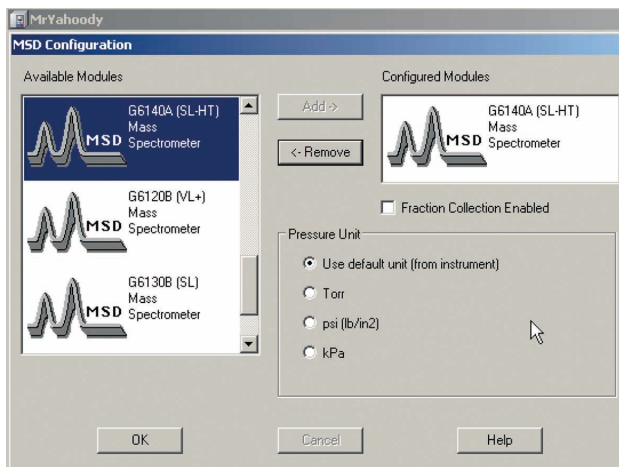 MrYahoody
MSD Configuration
Available Modules
G6140A (SL-HT)
Mass
Spectrometer
MSD
G6120B (VL+)
Mass
Spectrometer
MSD
G6130B (SL)
Mass
Spectrometer
MSD
Add ->
<- Remove
Configured Modules
G6140A (SL-HT)
Mass
Spectrometer
MSD
Fraction Collection Enabled
Pressure Unit
Use default unit (from instrument)
Torr
psi (lb/in2)
kPa
OK
Cancel
Help